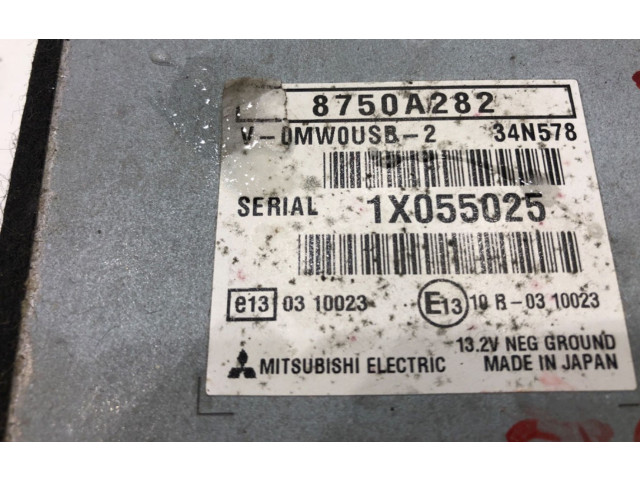 8750A282
V-0MW0USB-2 34N578
SERIAL 1X055025
e13 03 10023 E13 10 R-03 10023
13.2V NEG GROUND
MITSUBISHI ELECTRIC MADE IN JAPAN